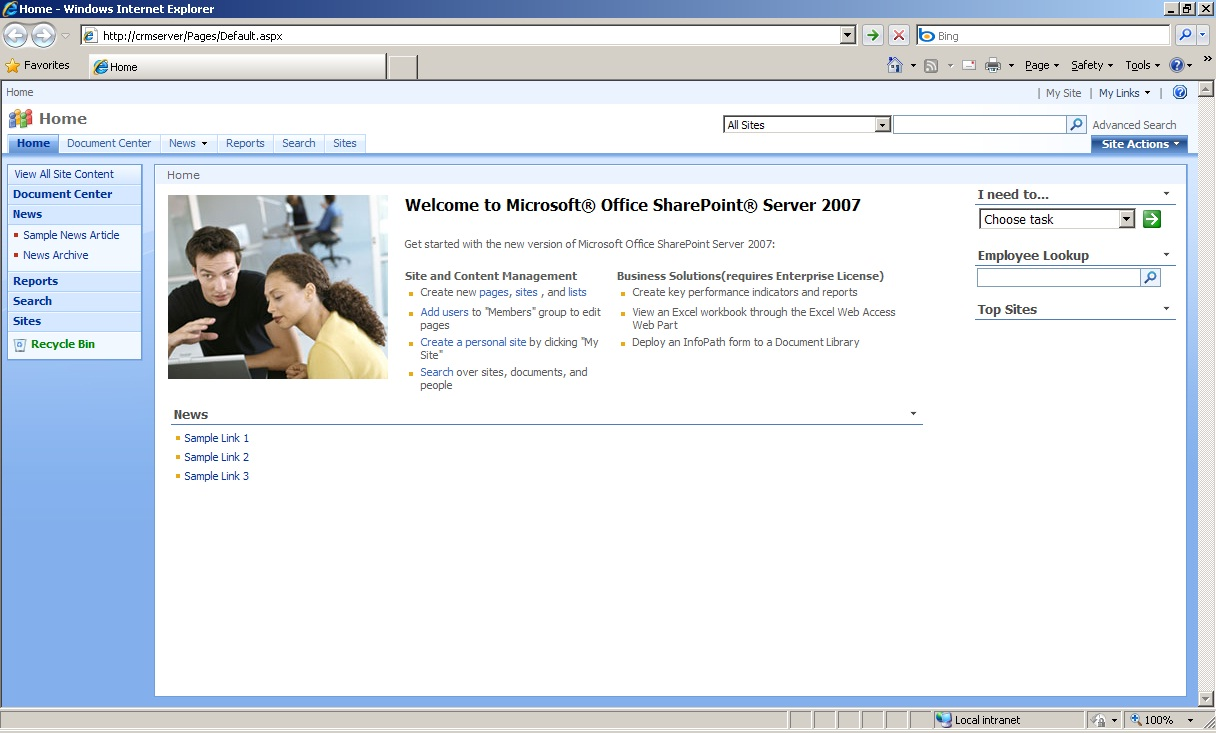 Home - Windows Internet Explorer
http://crmserver/Pages/Default.aspx
Bing
Favorites
Home
Page
Safety
Tools
Home
| My Site | My Links |
Home
All Sites
Advanced Search
Home
Document Center
News
Reports
Search
Sites
Site Actions
View All Site Content
Document Center
News
Sample News Article
News Archive
Reports
Search
Sites
Recycle Bin
Home
Welcome to Microsoft® Office SharePoint® Server 2007
Get started with the new version of Microsoft Office SharePoint Server 2007:
Site and Content Management
Create new pages, sites , and lists
Add users to "Members" group to edit
pages
Create a personal site by clicking "My
Site"
Search over sites, documents, and
people
Business Solutions(requires Enterprise License)
Create key performance indicators and reports
View an Excel workbook through the Excel Web Access
Web Part
Deploy an InfoPath form to a Document Library
News
Sample Link 1
Sample Link 2
Sample Link 3
I need to...
Choose task
Employee Lookup
Top Sites
Local intranet
100%